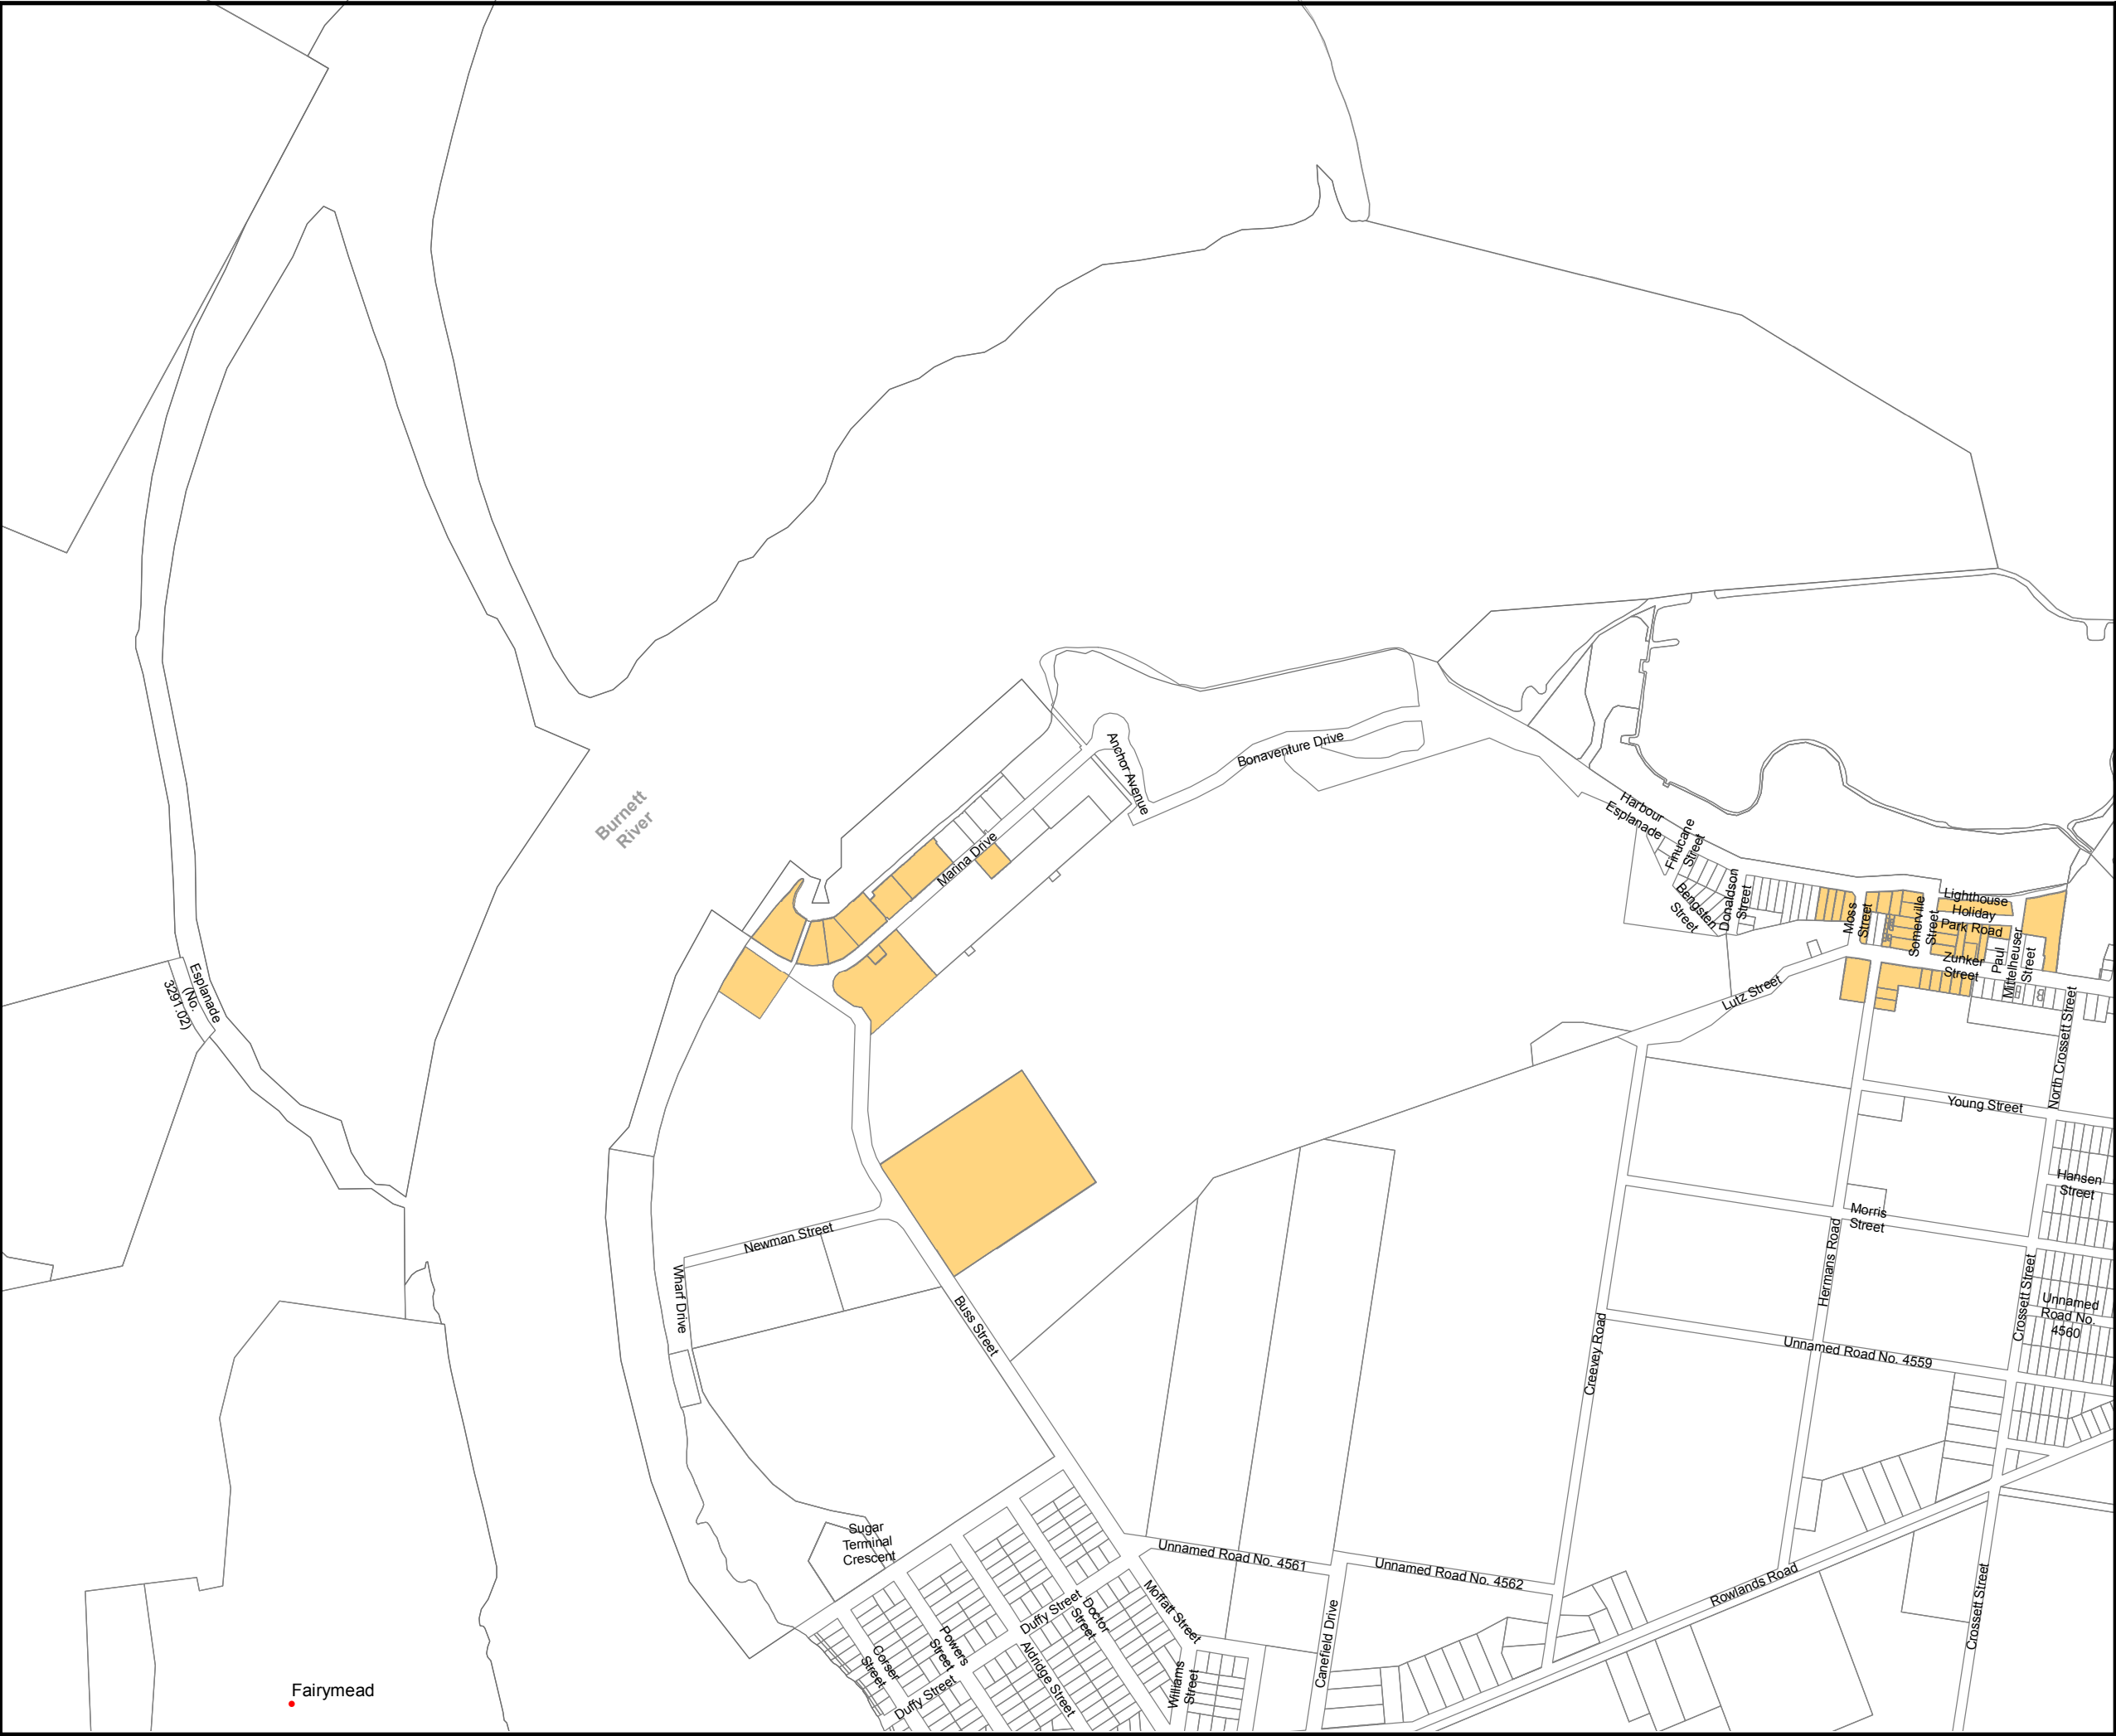 Anchor Avenue
Bonaventure Drive
Burnett
River
Harbour
Esplanade
Finucane
Street
Marina Drive
Bengsten
Street
Donaldson
Street
Moss
Street
Somerville
Street
Lighthouse
Holiday
Park Road
Paul
Mittelheuser
Street
Zunker
Street
Lutz Street
Esplanade
(No.
3291.02)
North Crossett Street
Young Street
Hansen
Street
Morris
Street
Newman Street
Hermans Road
Wharf Drive
Buss Street
Crossett Street
Unnamed
Road No.
4560
Creevey Road
Unnamed Road No. 4559
Sugar
Terminal
Crescent
Unnamed Road No. 4561
Unnamed Road No. 4562
Rowlands Road
Crossett Street
Moffatt Street
Duffy Street
Doctor
Street
Powers
Street
Corser
Street
Aldridge Street
Canefield Drive
Williams
Street
Duffy Street
Fairymead